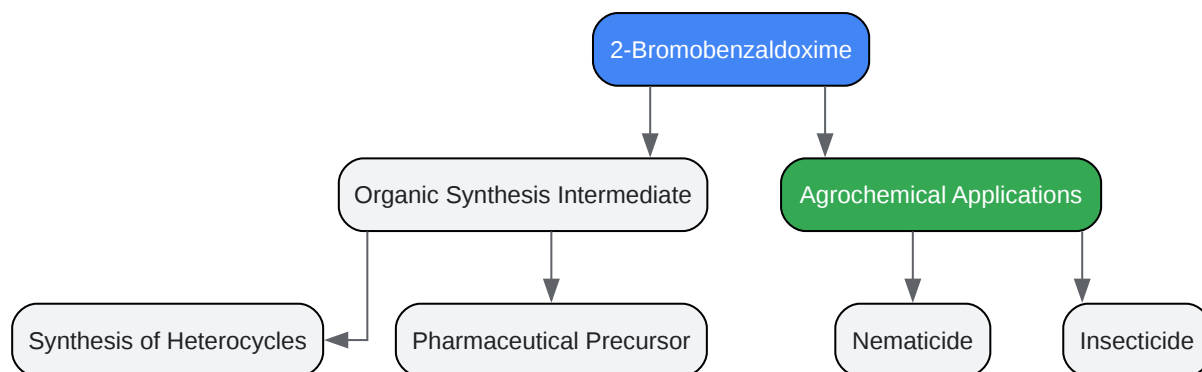 2-Bromobenzaldoxime
Organic Synthesis Intermediate
Agrochemical Applications
Synthesis of Heterocycles
Pharmaceutical Precursor
Nematicide
Insecticide